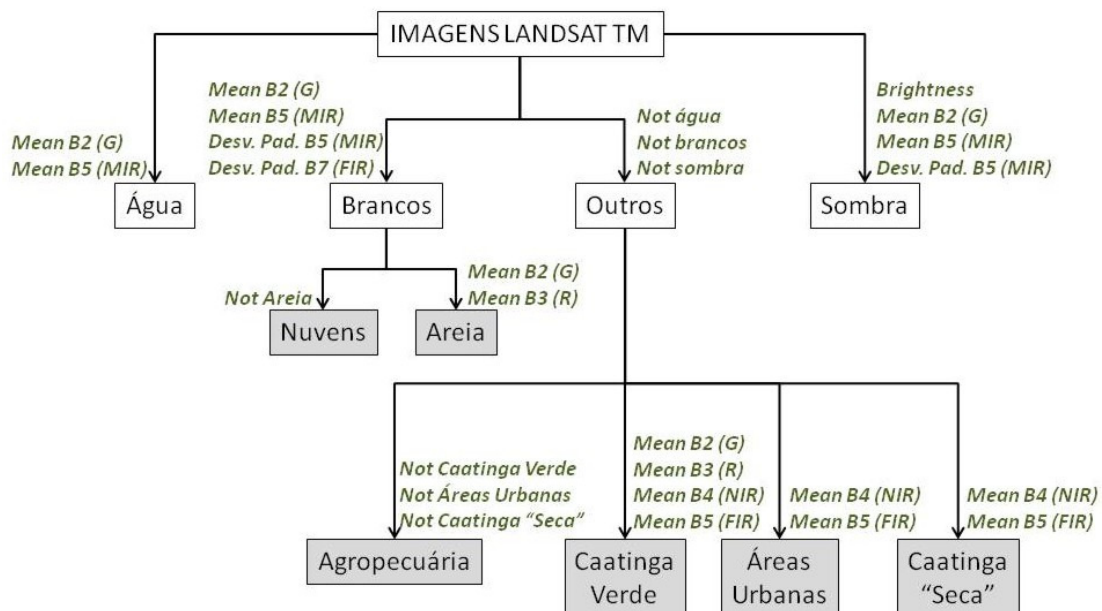 IMAGENS LANDSAT TM
Mean B2 (G)
Mean B5 (MIR)
Água
Mean B2 (G)
Mean B5 (MIR)
Desv. Pad. B5 (MIR)
Desv. Pad. B7 (FIR)
Brancos
Not água
Not brancos
Not sombra
Outros
Brightness
Mean B2 (G)
Mean B5 (MIR)
Desv. Pad. B5 (MIR)
Sombra
Not Areia
Nuvens
Mean B2 (G)
Mean B3 (R)
Areia
Not Caatinga Verde
Not Áreas Urbanas
Not Caatinga “Seca”
Agropecuária
Mean B2 (G)
Mean B3 (R)
Mean B4 (NIR)
Mean B5 (FIR)
Caatinga
Verde
Mean B4 (NIR)
Mean B5 (FIR)
Áreas
Urbanas
Mean B4 (NIR)
Mean B5 (FIR)
Caatinga
“Seca”